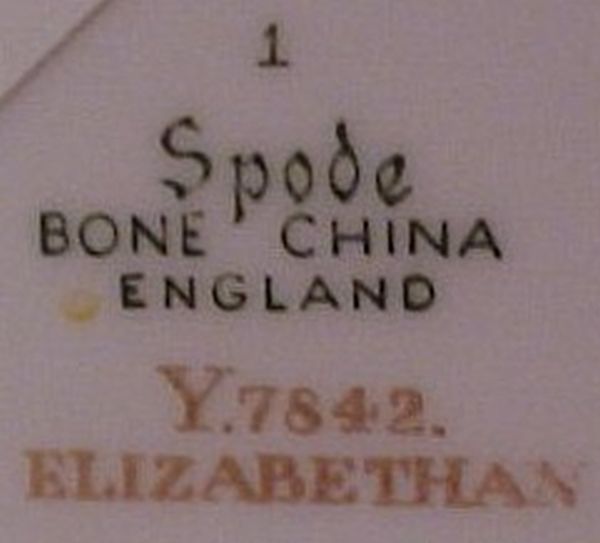 1
Spode
BONE CHINA
ENGLAND
Y.7842.
ELIZABETHAN